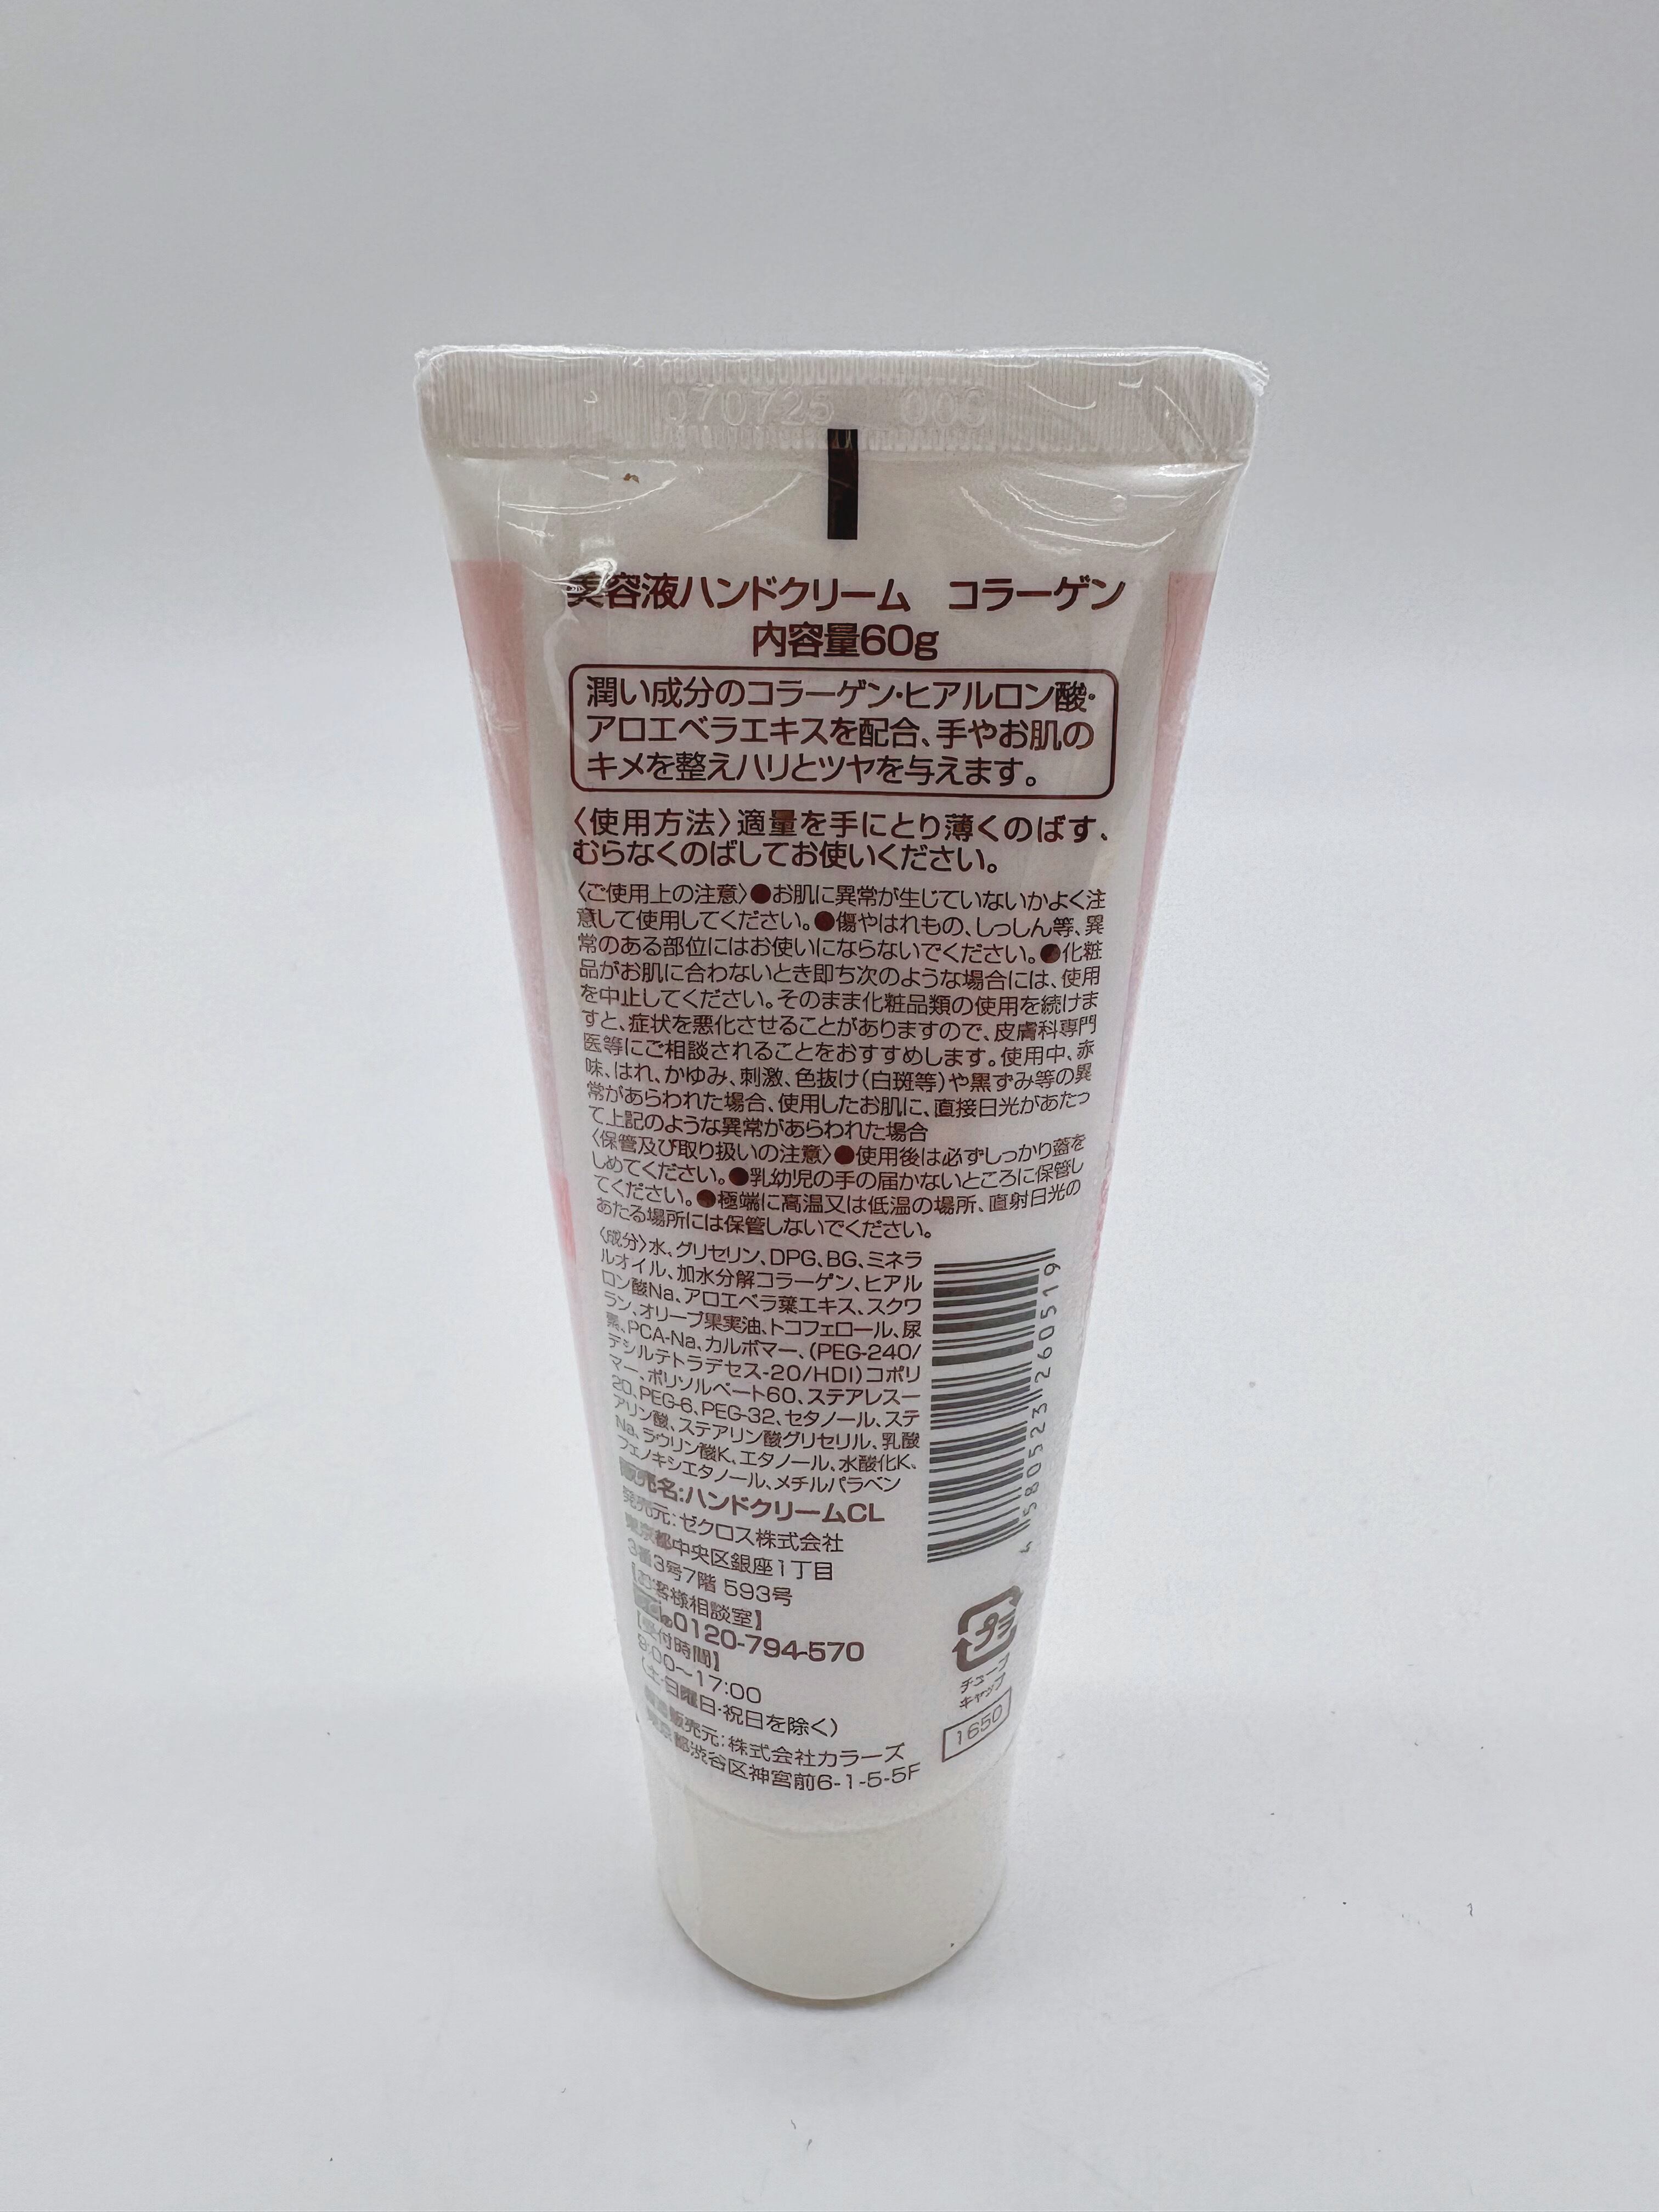 070725 00C
美容液ハンドクリーム コラーゲン
内容量60g
潤い成分のコラーゲン・ヒアルロン酸・
アロエベラエキスを配合、手やお肌の
キメを整えハリとツヤを与えます。
〈使用方法〉適量を手にとり薄くのばす、
むらなくのばしてお使いください。
〈ご使用上の注意〉●お肌に異常が生じていないかよく注
意して使用してください。●傷やはれもの、しっしん等、異
常のある部位にはお使いにならないでください。●化粧
品がお肌に合わないとき即ち次のような場合には、使用
を中止してください。そのまま化粧品類の使用を続けま
すと、症状を悪化させることがありますので、皮膚科専門
医等にご相談されることをおすすめします。使用中、赤
味、はれ、かゆみ、刺激、色抜け(白斑等)や黒ずみ等の異
常があらわれた場合、使用したお肌に、直接日光があたっ
て上記のような異常があらわれた場合
〈保管及び取り扱いの注意〉●使用後は必ずしっかり蓋を
しめてください。●乳幼児の手の届かないところに保管し
てください。●極端に高温又は低温の場所、直射日光の
あたる場所には保管しないでください。
〈成分〉水、グリセリン、DPG、BG、ミネラ
ルオイル、加水分解コラーゲン、ヒアル
ロン酸Na、アロエベラ葉エキス、スクワ
ラン、オリーブ果実油、トコフェロール、尿
素、PCA-Na、カルボマー、(PEG-240/
デシルテトラデセス-20/HDI)コポリ
マー、ポリソルベート60、ステアレスー
20、PEG-6、PEG-32、セタノール、ステ
アリン酸、ステアリン酸グリセリル、乳酸
Na、ラウリン酸K、エタノール、水酸化K、
フェノキシエタノール、メチルパラベン
販売名:ハンドクリームCL
発売元:ゼクロス株式会社
東京都中央区銀座1丁目
3番3号7階 593号
【お客様相談室】
0120-794-570
【受付時間】
9:00〜17:00
(土・日曜日・祝日を除く)
販売元:株式会社カラーズ
東京都渋谷区神宮前6-1-5-5F
4 580523 260519
プラ
チューブ
キャップ
1650